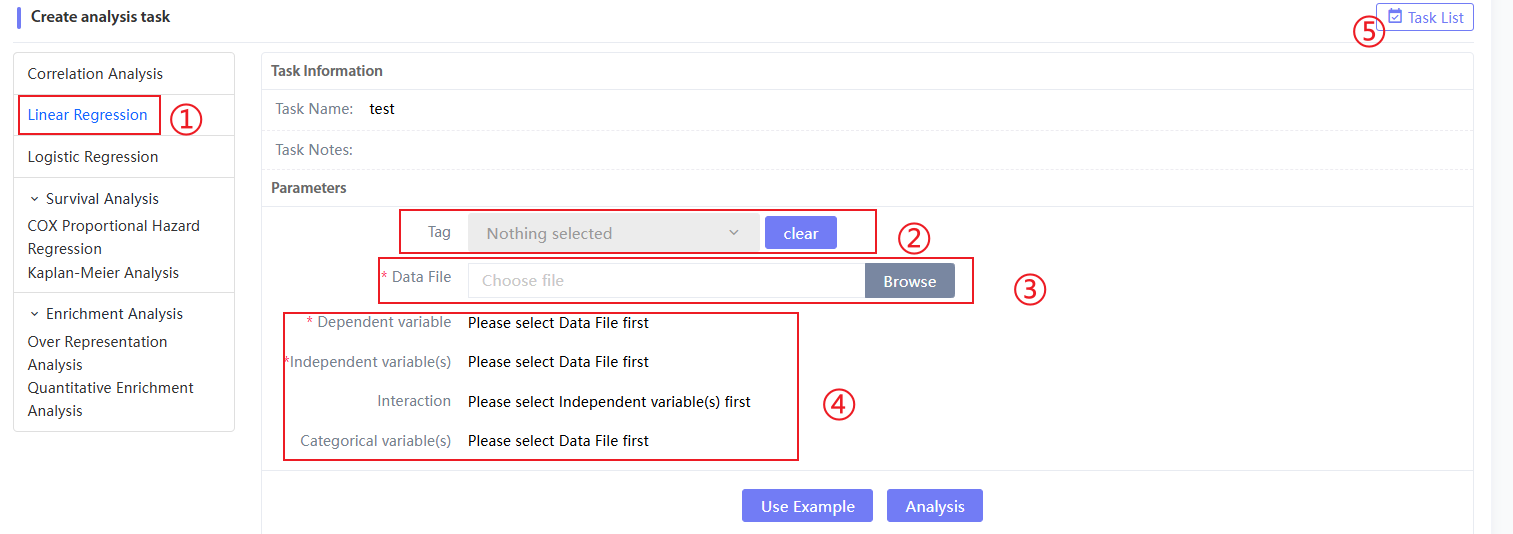 Create analysis task
⑤ Task List
Correlation Analysis
Linear Regression ①
Logistic Regression
Survival Analysis
COX Proportional Hazard
Regression
Kaplan-Meier Analysis
Enrichment Analysis
Over Representation
Analysis
Quantitative Enrichment
Analysis
Task Information
Task Name: test
Task Notes:
Parameters
Tag Nothing selected clear ②
* Data File Choose file Browse ③
* Dependent variable Please select Data File first
*Independent variable(s) Please select Data File first
Interaction Please select Independent variable(s) first ④
Categorical variable(s) Please select Data File first
Use Example Analysis